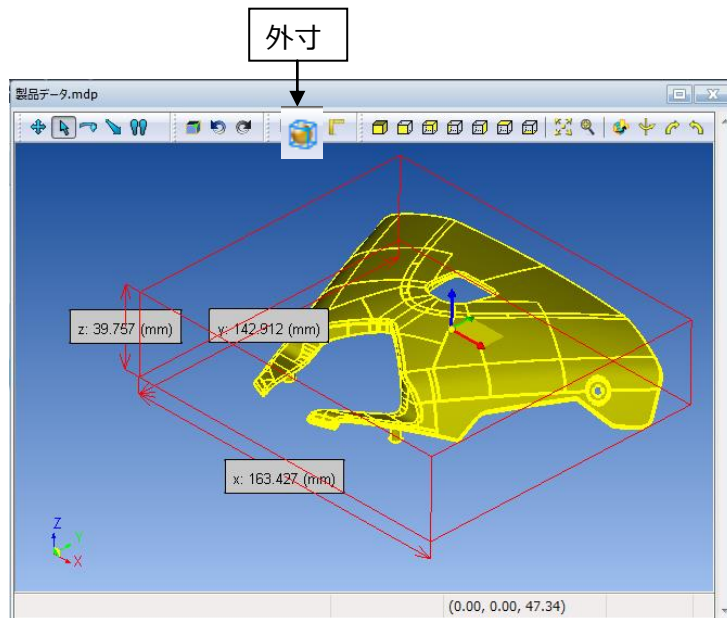 外寸
製品データ.mdp
z: 39.757 (mm)
y: 142.912 (mm)
x: 163.427 (mm)
Z
Y
X
(0.00, 0.00, 47.34)